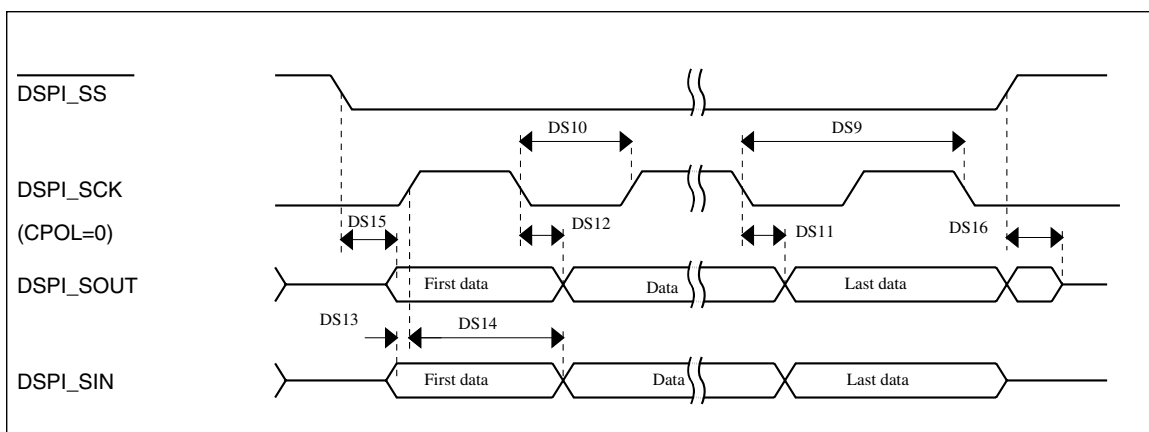 DSPI_SS
DS10
DS9
DSPI_SCK
(CPOL=0)
DS15
DS12
DS11
DS16
DSPI_SOUT
First data
Data
Last data
DS13
DS14
DSPI_SIN
First data
Data
Last data